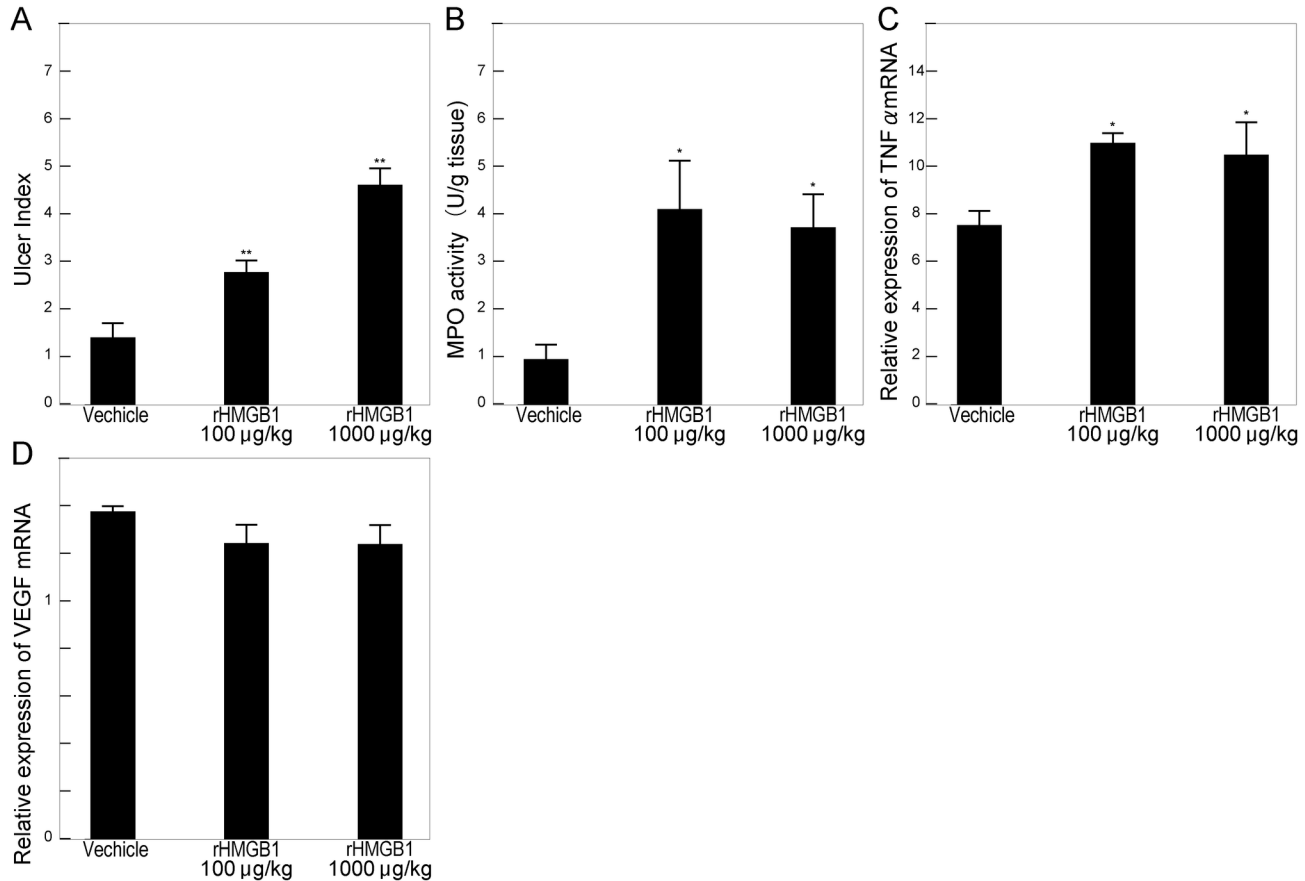 A
Ulcer Index
7
6
5
4
3
2
1
0
**
**
Vechicle
rHMGB1
100 µg/kg
rHMGB1
1000 µg/kg
B
MPO activity (U/g tissue)
7
6
5
4
3
2
1
0
*
*
Vechicle
rHMGB1
100 µg/kg
rHMGB1
1000 µg/kg
C
Relative expression of TNF αmRNA
14
12
10
8
6
4
2
0
*
*
Vechicle
rHMGB1
100 µg/kg
rHMGB1
1000 µg/kg
D
Relative expression of VEGF mRNA
1
0
Vechicle
rHMGB1
100 µg/kg
rHMGB1
1000 µg/kg